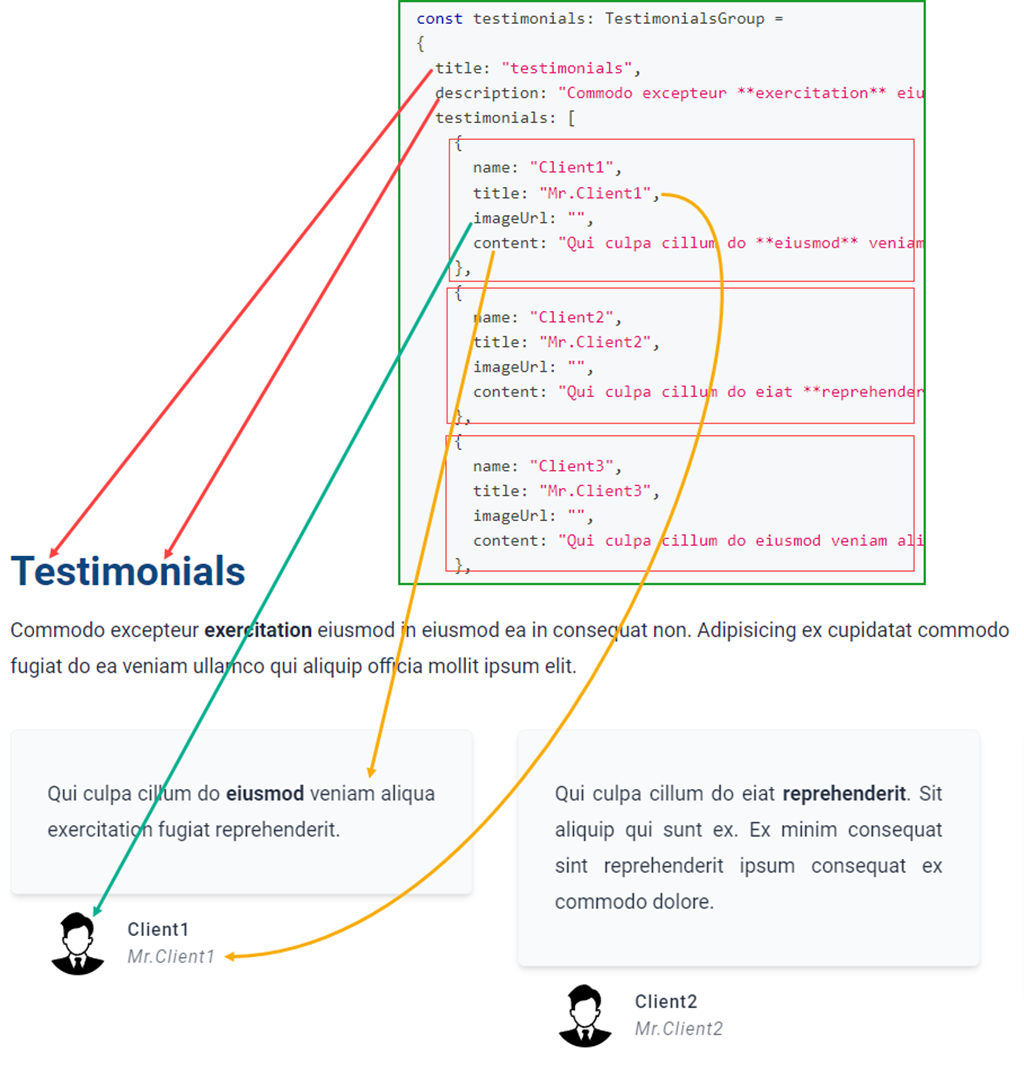 const testimonials: TestimonialsGroup =
{
title: "testimonials",
description: "Commodo excepteur **exercitation** eiu
testimonials: [
{
name: "Client1",
title: "Mr.Client1",
imageUrl: "",
content: "Qui culpa cillum do **eiusmod** veniam
},
{
name: "Client2",
title: "Mr.Client2",
imageUrl: "",
content: "Qui culpa cillum do eiat **reprehender
},
{
name: "Client3",
title: "Mr.Client3",
imageUrl: "",
content: "Qui culpa cillum do eiusmod veniam ali
},
Testimonials
Commodo excepteur exercitation eiusmod in eiusmod ea in consequat non. Adipisicing ex cupidatat commodo
fugiat do ea veniam ullamco qui aliquip officia mollit ipsum elit.
Qui culpa cillum do eiusmod veniam aliqua
exercitation fugiat reprehenderit.
Client1
Mr.Client1
Qui culpa cillum do eiat reprehenderit. Sit
aliquip qui sunt ex. Ex minim consequat
sint reprehenderit ipsum consequat ex
commodo dolore.
Client2
Mr.Client2